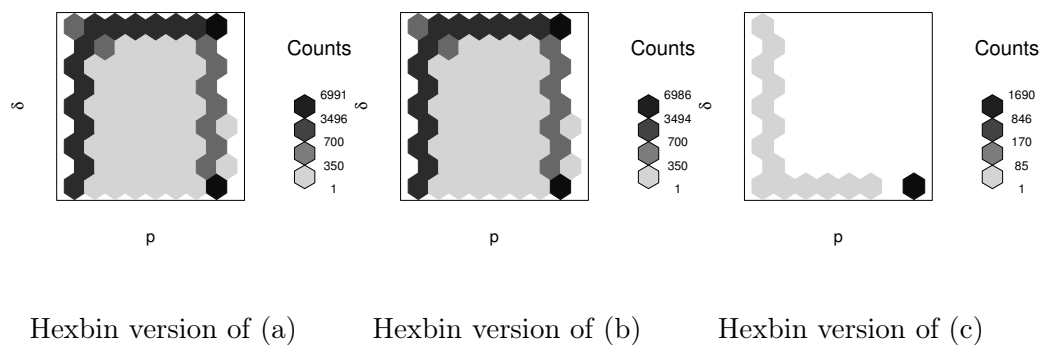 Counts
6991
3496
700
350
1
δ
p
Counts
6986
3494
700
350
1
δ
p
Counts
1690
846
170
85
1
δ
p
Hexbin version of (a)
Hexbin version of (b)
Hexbin version of (c)